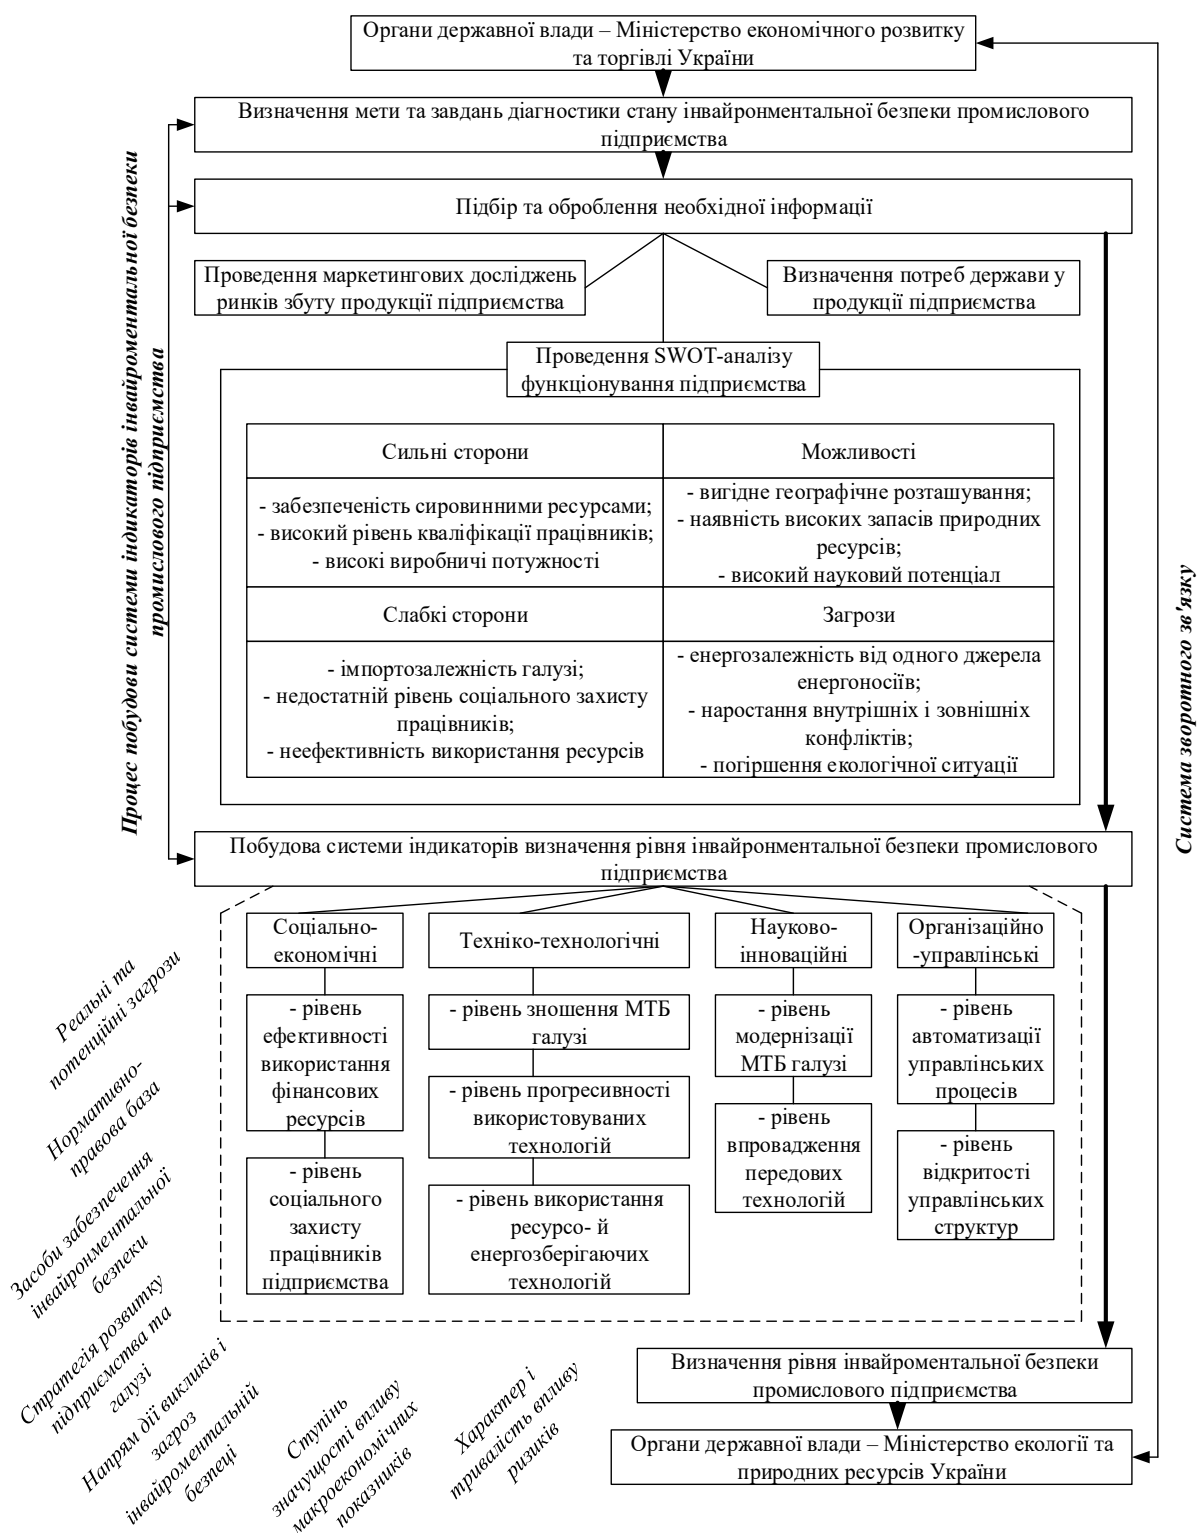 Органи державної влади – Міністерство економічного розвитку
та торгівлі України
Визначення мети та завдань діагностики стану інвайронментальної безпеки промислового
підприємства
Підбір та оброблення необхідної інформації
Проведення маркетингових досліджень
ринків збуту продукції підприємства
Визначення потреб держави у
продукції підприємства
Проведення SWOT-аналізу
функціонування підприємства
Сильні сторони
Можливості
- забезпеченість сировинними ресурсами;
- високий рівень кваліфікації працівників;
- високі виробничі потужності
- вигідне географічне розташування;
- наявність високих запасів природних
ресурсів;
- високий науковий потенціал
Слабкі сторони
Загрози
- імпортозалежність галузі;
- недостатній рівень соціального захисту
працівників;
- неефективність використання ресурсів
- енергозалежність від одного джерела
енергоносіїв;
- наростання внутрішніх і зовнішніх
конфліктів;
- погіршення екологічної ситуації
Процес побудови системи індикаторів інвайроментальної безпеки
промислового підприємства
Система зворотного зв'язку
Побудова системи індикаторів визначення рівня інвайронментальної безпеки промислового
підприємства
Соціально-
економічні
Техніко-технологічні
Науково-
інноваційні
Організаційно
-управлінські
- рівень
ефективності
використання
фінансових
ресурсів
- рівень
соціального
захисту
працівників
підприємства
- рівень зношення МТБ
галузі
- рівень прогресивності
використовуваних
технологій
- рівень використання
ресурсо- й
енергозберігаючих
технологій
- рівень
модернізації
МТБ галузі
- рівень
впровадження
передових
технологій
- рівень
автоматизації
управлінських
процесів
- рівень
відкритості
управлінських
структур
Реальні та
потенційні загрози
Нормативно-
правова база
Засоби забезпечення
інвайронментальної
безпеки
Стратегія розвитку
підприємства та
галузі
Напрям дії викликів і
загроз
інвайроментальній
безпеці
Ступінь
значущості впливу
макроекономічних
показників
Характер і
тривалість впливу
ризиків
Визначення рівня інвайроментальної безпеки
промислового підприємства
Органи державної влади – Міністерство екології та
природних ресурсів України